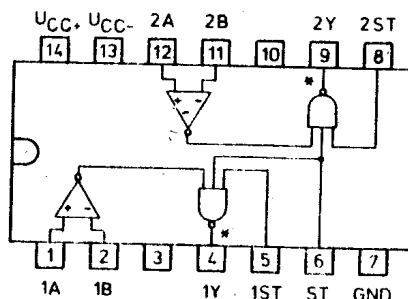 UCC+ UCC- 2A 2B 2Y 2ST
14 13 12 11 10 9 8
*
+ - -
+ -
*
1 2 3 4 5 6 7
1A 1B 1Y 1ST ST GND